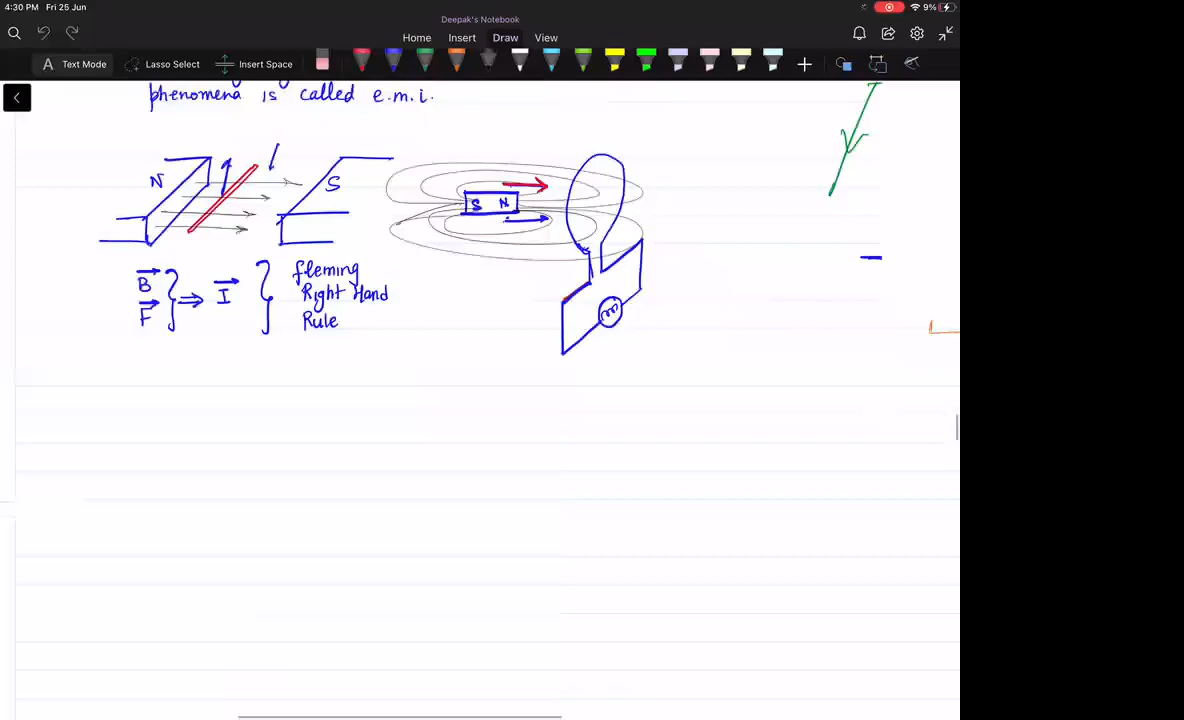 4:30 PM Fri 25 Jun
9%
Deepak's Notebook
Home Insert Draw View
A Text Mode Lasso Select Insert Space
phenomena is called e.m.i.
N
S
S N
B
F
⇒ I
fleming
Right Hand
Rule
m
V